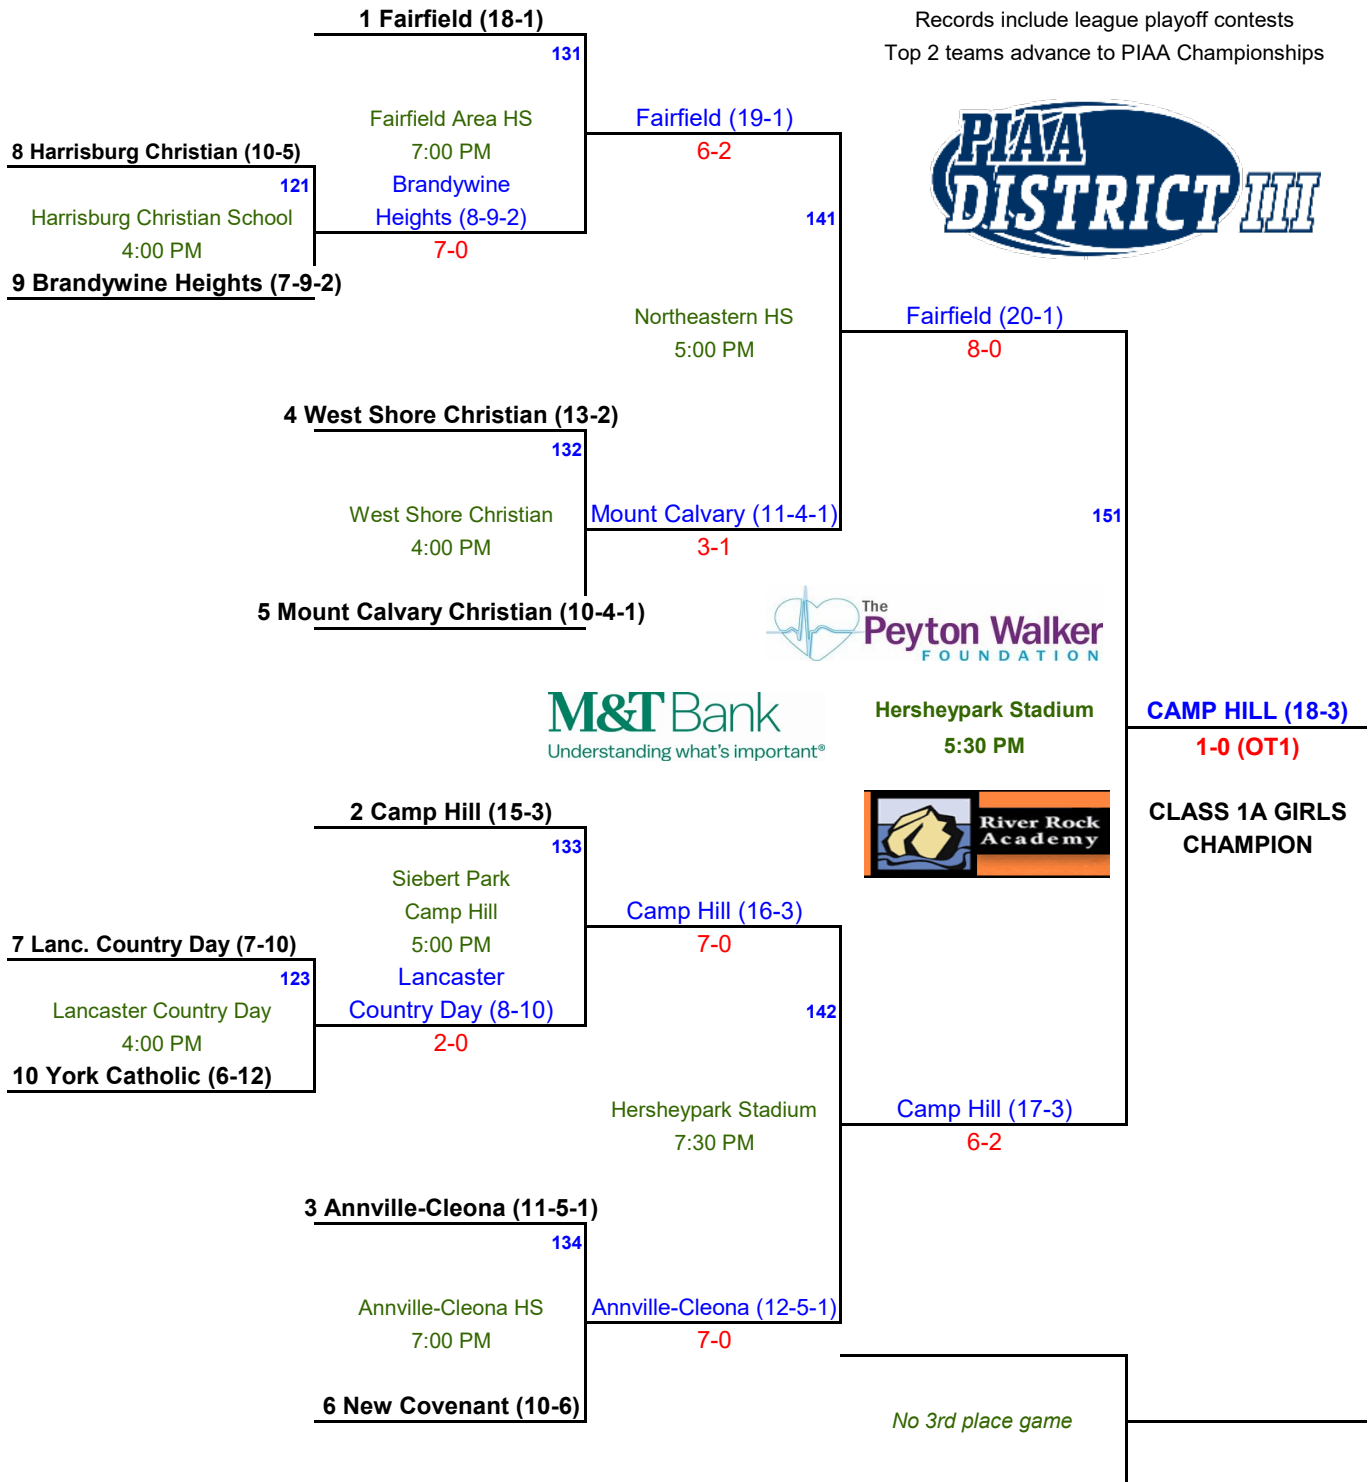 1 Fairfield (18-1)
Records include league playoff contests
131
Top 2 teams advance to PIAA Championships
Fairfield Area HS
Fairfield (19-1)
PIAA
DISTRICT III
8 Harrisburg Christian (10-5)
7:00 PM
6-2
121
Brandywine
Harrisburg Christian School
Heights (8-9-2)
141
4:00 PM
7-0
9 Brandywine Heights (7-9-2)
Northeastern HS
Fairfield (20-1)
5:00 PM
8-0
4 West Shore Christian (13-2)
132
West Shore Christian
Mount Calvary (11-4-1)
151
4:00 PM
3-1
5 Mount Calvary Christian (10-4-1)
The
Peyton Walker
FOUNDATION
M&T Bank
Understanding what's important®
Hersheypark Stadium
CAMP HILL (18-3)
5:30 PM
1-0 (OT1)
2 Camp Hill (15-3)
River Rock
Academy
CLASS 1A GIRLS
CHAMPION
133
Siebert Park
Camp Hill
Camp Hill (16-3)
7 Lanc. Country Day (7-10)
5:00 PM
7-0
123
Lancaster
Lancaster Country Day
Country Day (8-10)
142
4:00 PM
2-0
10 York Catholic (6-12)
Hersheypark Stadium
Camp Hill (17-3)
7:30 PM
6-2
3 Annville-Cleona (11-5-1)
134
Annville-Cleona HS
Annville-Cleona (12-5-1)
7:00 PM
7-0
6 New Covenant (10-6)
No 3rd place game